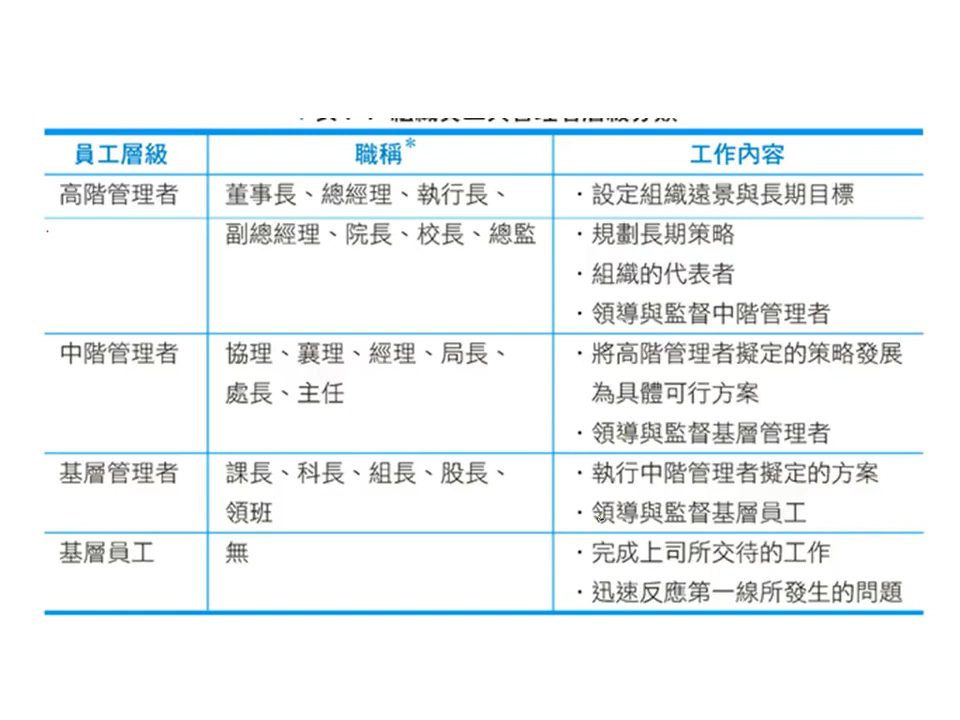 員工層級 職稱* 工作內容
高階管理者 董事長、總經理、執行長、 ·設定組織遠景與長期目標
副總經理、院長、校長、總監 ·規劃長期策略
·組織的代表者
·領導與監督中階管理者
中階管理者 協理、襄理、經理、局長、 ·將高階管理者擬定的策略發展
處長、主任 為具體可行方案
·領導與監督基層管理者
基層管理者 課長、科長、組長、股長、 ·執行中階管理者擬定的方案
領班 ·領導與監督基層員工
基層員工 無 ·完成上司所交待的工作
·迅速反應第一線所發生的問題